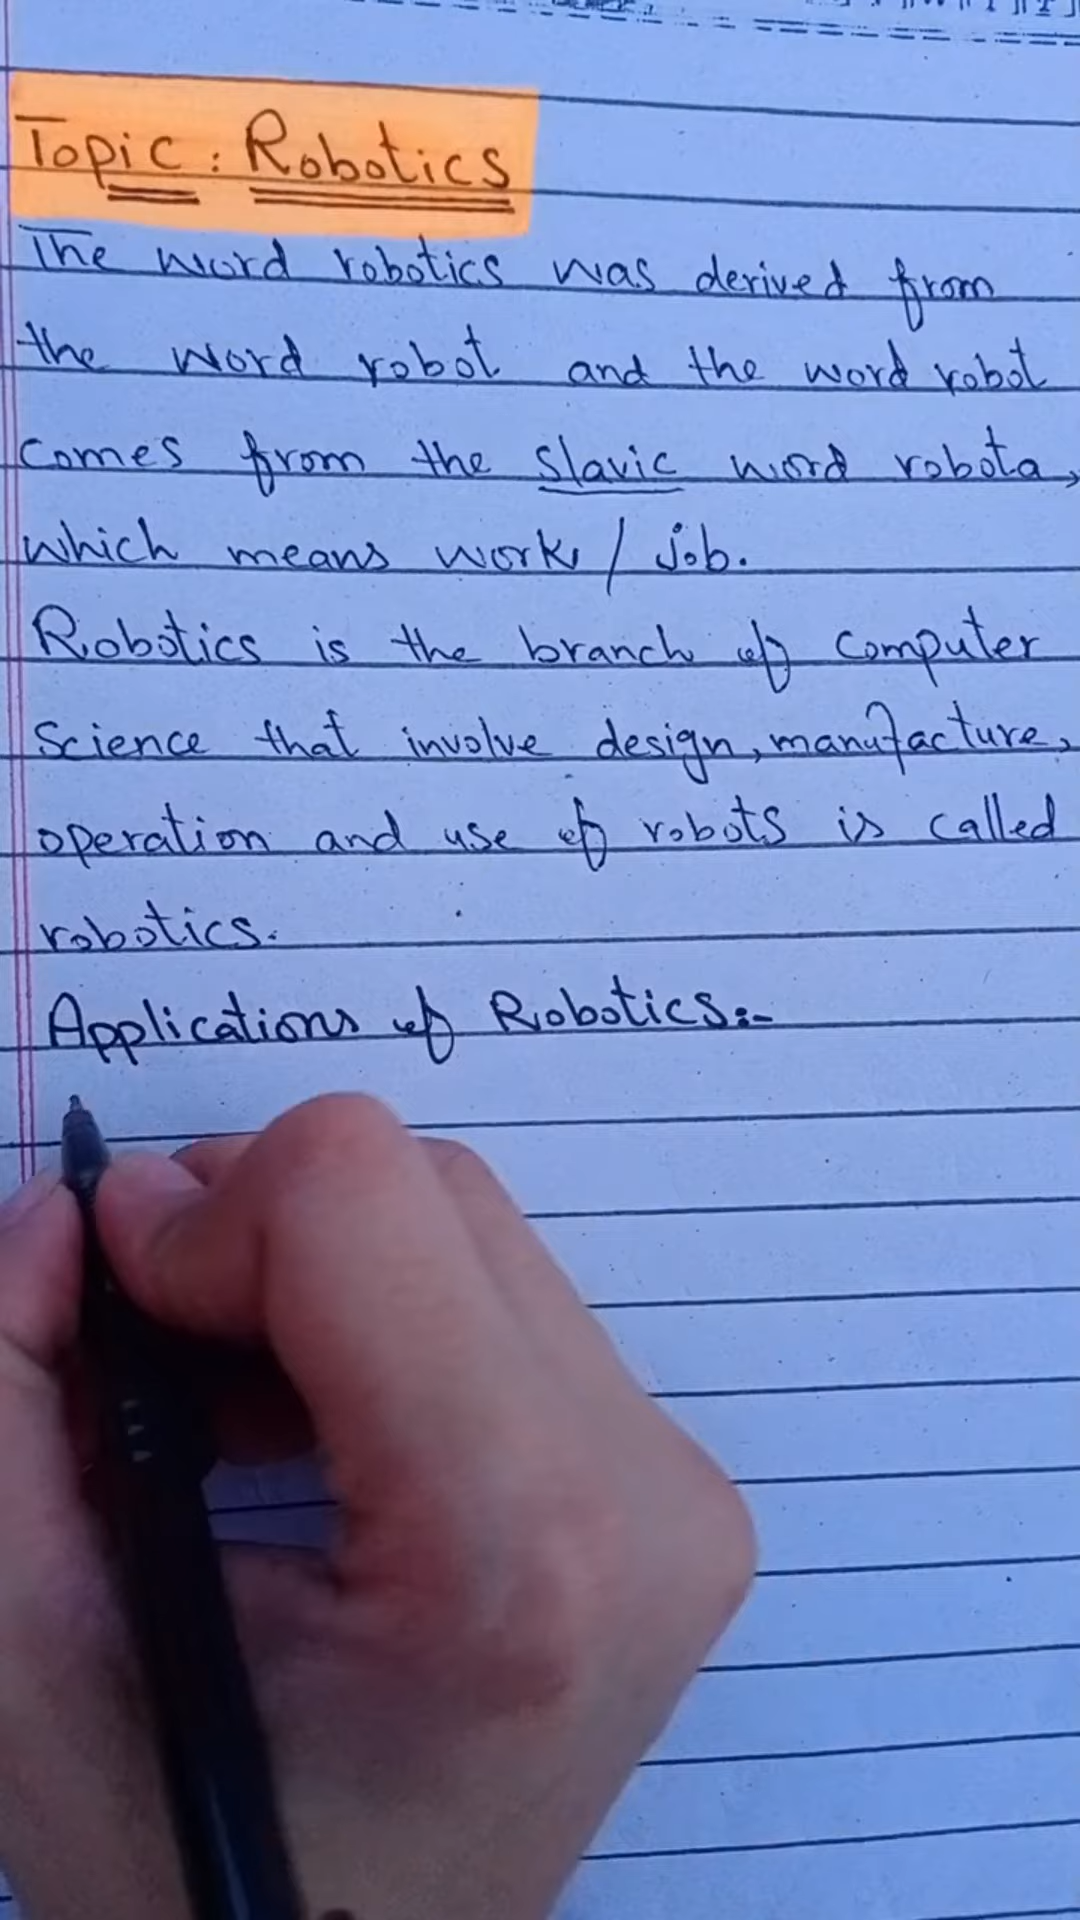 Topic : Robotics
The word robotics was derived from
the word robot and the word robot
comes from the Slavic word robota,
which means work / job.
Robotics is the branch of Computer
Science that involve design, manufacture,
operation and use of robots is called
robotics.
Applications of Robotics:-